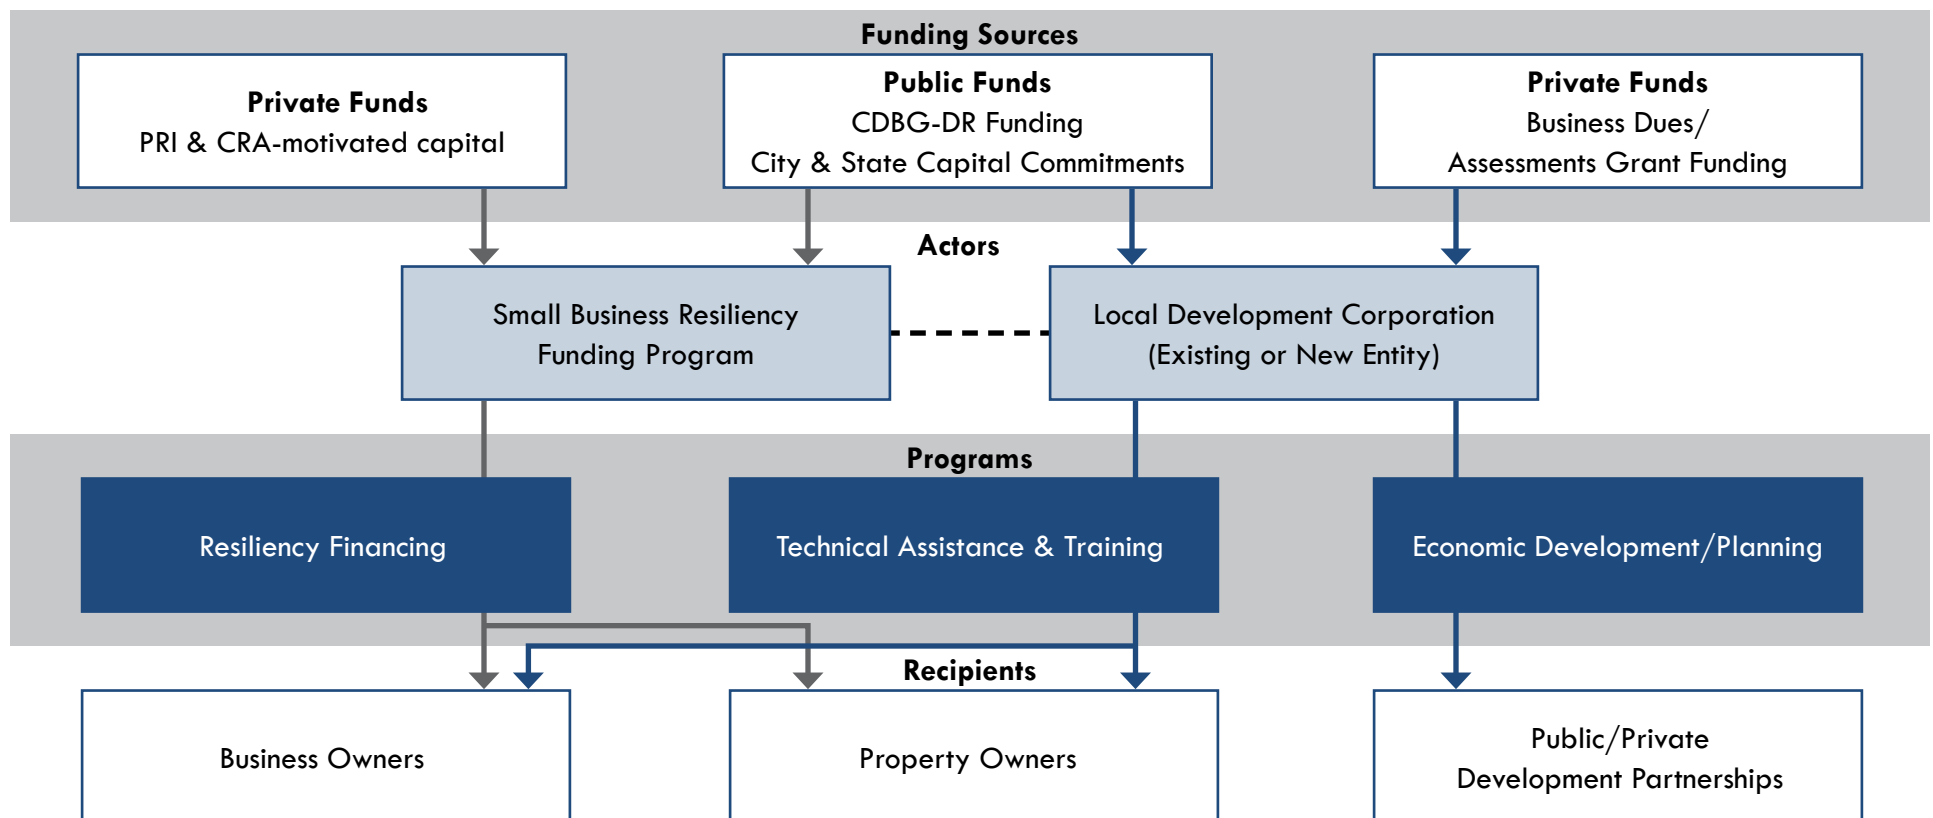 Funding Sources
Private Funds
PRI & CRA-motivated capital
Public Funds
CDBG-DR Funding
City & State Capital Commitments
Private Funds
Business Dues/
Assessments Grant Funding
Actors
Small Business Resiliency
Funding Program
Local Development Corporation
(Existing or New Entity)
Programs
Resiliency Financing
Technical Assistance & Training
Economic Development/Planning
Recipients
Business Owners
Property Owners
Public/Private
Development Partnerships